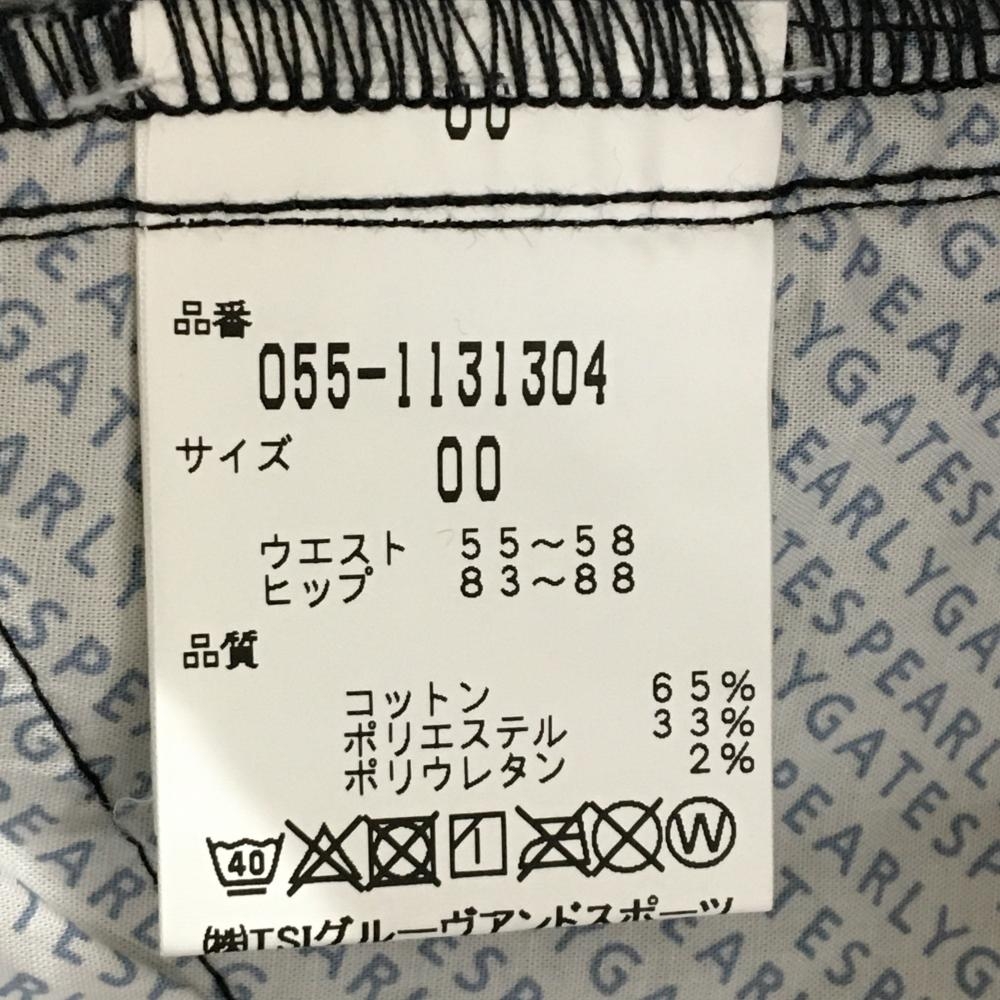 00
品番
055-1131304
サイズ
00
ウエスト 55～58
ヒップ 83～88
品質
コットン 65%
ポリエステル 33%
ポリウレタン 2%
40 W
㈱TSIグルーヴアンドスポーツ
PEARLYGATES